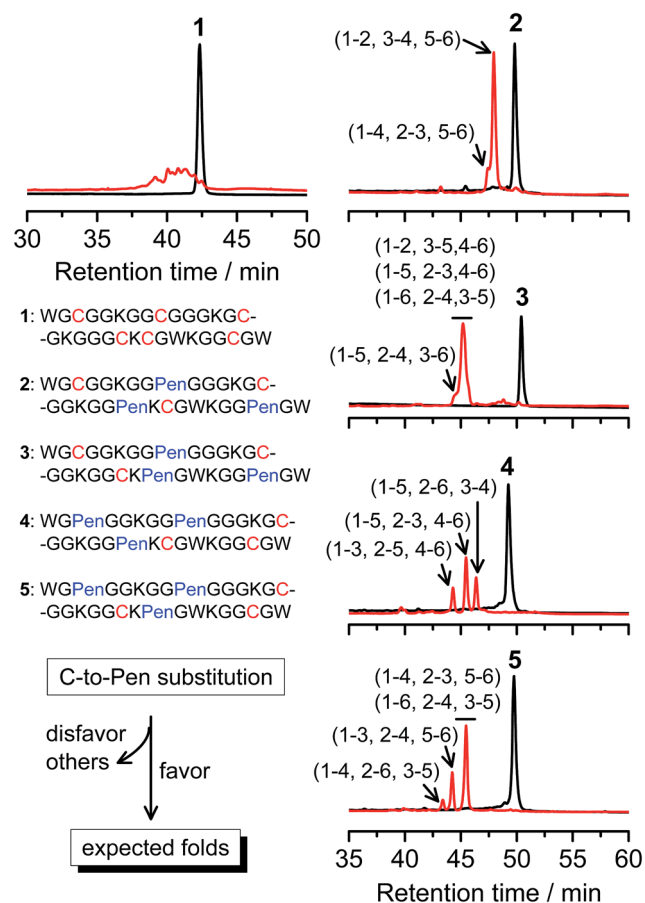 1
30 35 40 45 50
Retention time / min
1: WGCGGKGGCGGGKGC-
-GKGGGCKCGWKGGCGW
2: WGCGGKGGPenGGGKGC-
-GGKGGPenKCGWKGGPenGW
3: WGCGGKGGPenGGGKGC-
-GGKGGCKPenGWKGGPenGW
4: WGPenGGKGGPenGGGKGC-
-GGKGGPenKCGWKGGCGW
5: WGPenGGKGGPenGGGKGC-
-GGKGGCKPenGWKGGCGW
C-to-Pen substitution
disfavor
others
favor
expected folds
2
(1-2, 3-4, 5-6)
(1-4, 2-3, 5-6)
(1-2, 3-5,4-6)
(1-5, 2-3,4-6)
(1-6, 2-4,3-5)
3
(1-5, 2-4, 3-6)
4
(1-5, 2-6, 3-4)
(1-5, 2-3, 4-6)
(1-3, 2-5, 4-6)
5
(1-4, 2-3, 5-6)
(1-6, 2-4, 3-5)
(1-3, 2-4, 5-6)
(1-4, 2-6, 3-5)
35 40 45 50 55 60
Retention time / min